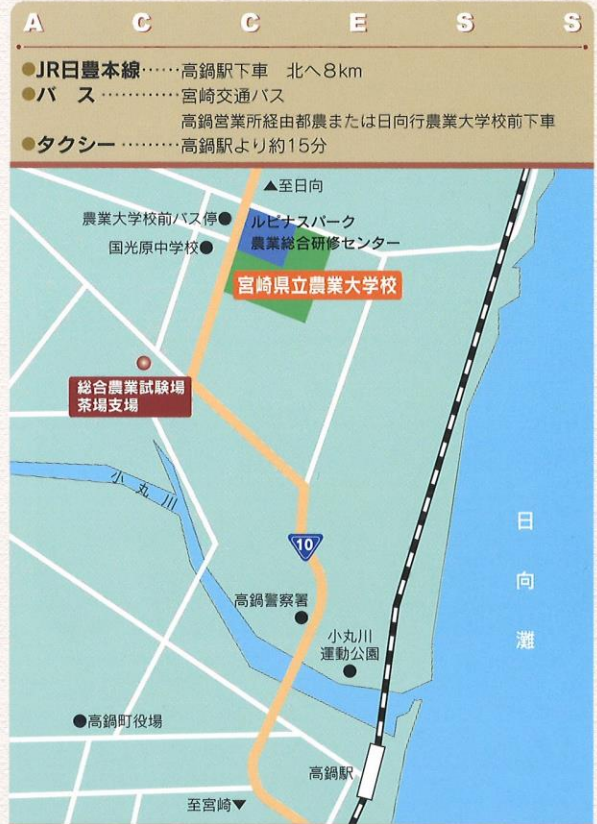 A C C E S S
●JR日豊本線……高鍋駅下車　北へ8km
●バ　ス…………宮崎交通バス
高鍋営業所経由都農または日向行農業大学校前下車
●タクシー………高鍋駅より約15分
▲至日向
農業大学校前バス停●
ルピナスパーク
国光原中学校●
農業総合研修センター
宮崎県立農業大学校
総合農業試験場
茶場支場
小丸川
日向灘
10
高鍋警察署
小丸川
運動公園
●高鍋町役場
高鍋駅
至宮崎▼